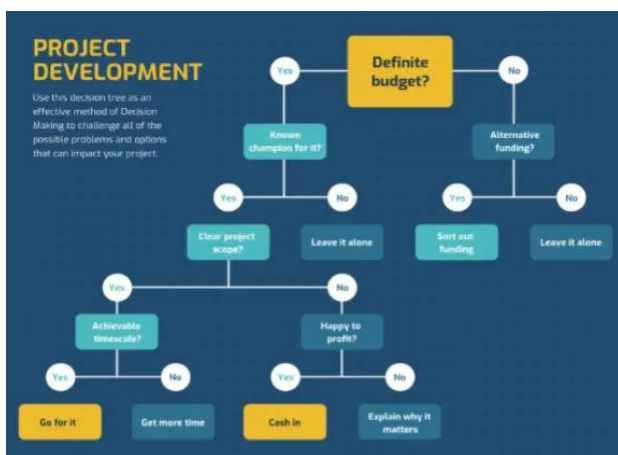 PROJECT
DEVELOPMENT
Use this decision tree as an
effective method of Decision
Making to challenge all of the
possible problems and options
that can impact your project.
Definite
budget?
Yes
No
Known
champion for it?
Alternative
funding?
Yes
No
Yes
No
Clear project
scope?
Leave it alone
Sort out
funding
Leave it alone
Yes
No
Achievable
timescale?
Happy to
profit?
Yes
No
Yes
No
Go for it
Get more time
Cash in
Explain why it
matters